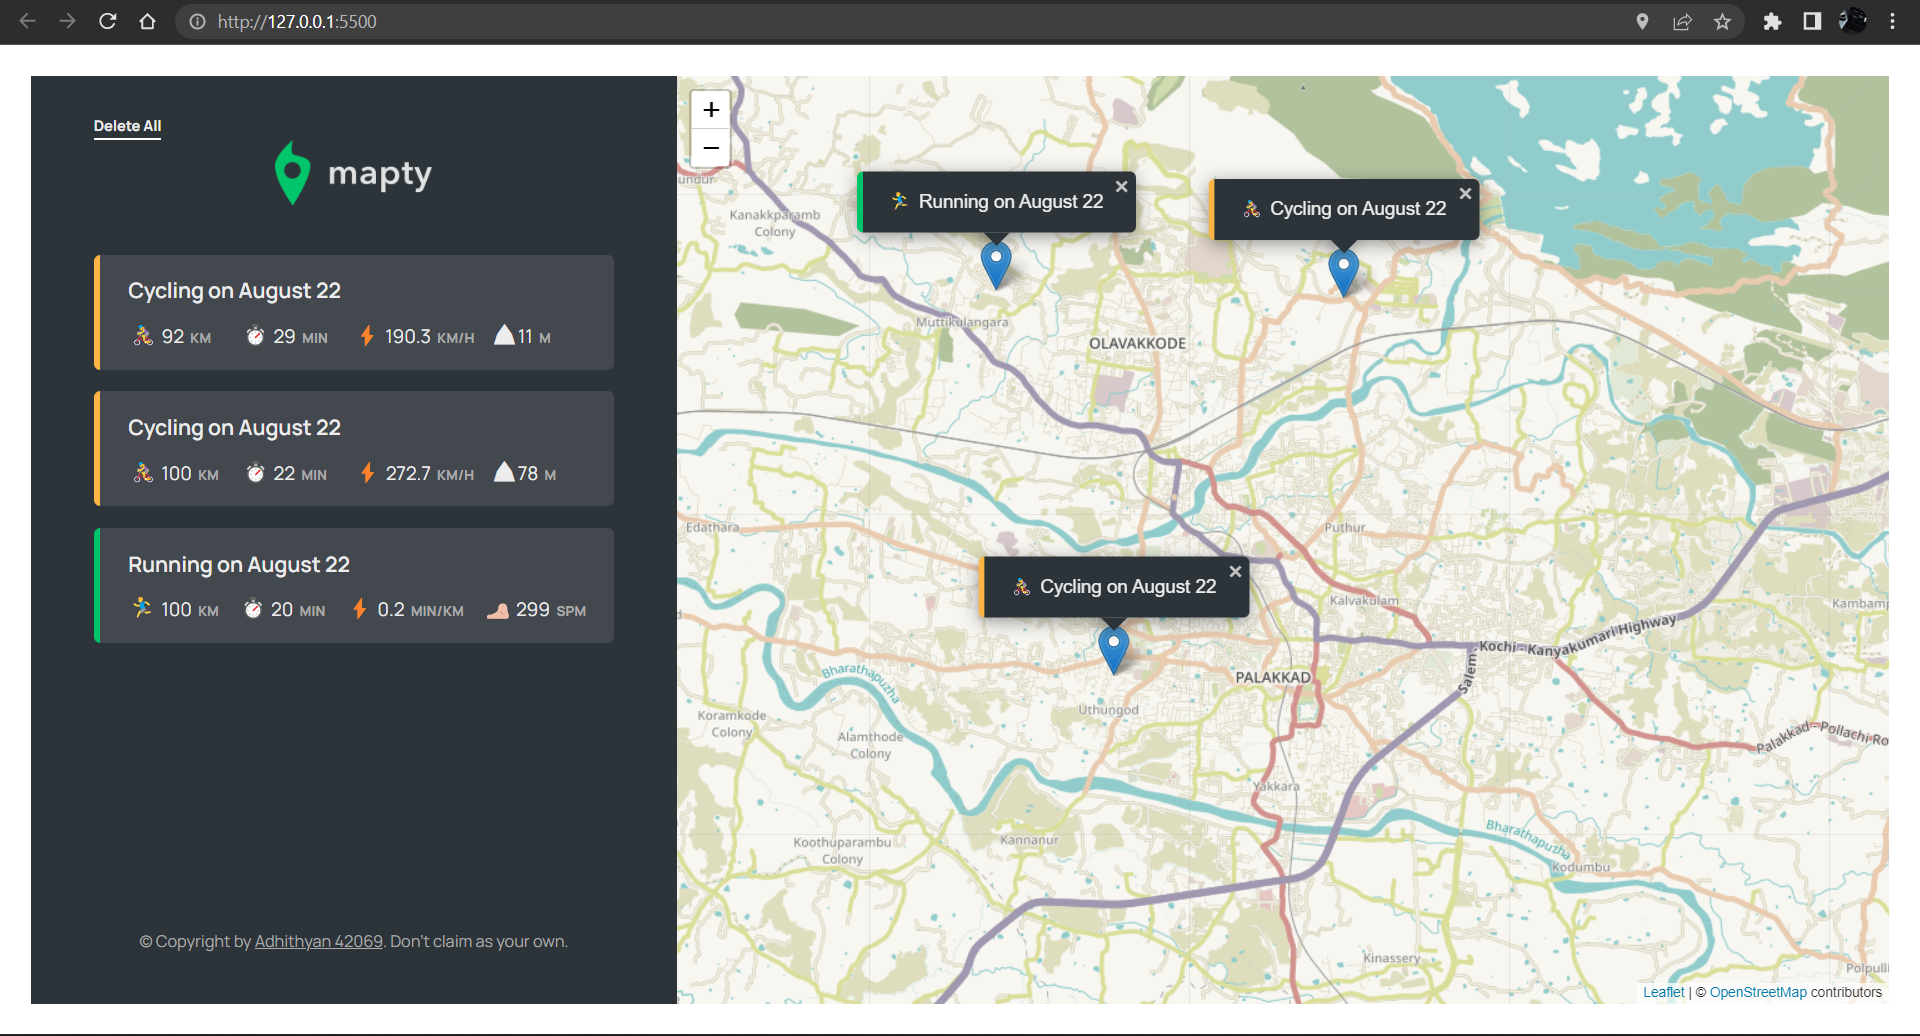 http://127.0.0.1:5500
Delete All
mapty
Cycling on August 22
92 KM 29 MIN 190.3 KM/H 11 M
Cycling on August 22
100 KM 22 MIN 272.7 KM/H 78 M
Running on August 22
100 KM 20 MIN 0.2 MIN/KM 299 SPM
© Copyright by Adhithyan 42069. Don't claim as your own.
+
−
Running on August 22 ×
Cycling on August 22 ×
Kanakkparamb
Colony
Muttikulangara
OLAVAKKODE
Edathara
Puthur
Cycling on August 22 ×
Kalvakulam
Kambam
Kochi - Kanyakumari Highway
Salem -
Bharathapuzha
PALAKKAD
Uthungod
Koramkode
Colony
Alamthode
Colony
Palakkad - Pollachi Ro
Yakkara
Koothuparambu
Colony
Kannanur
Bharathapuzha
Kodumbu
Kinassery
Polpulli
Leaflet | © OpenStreetMap contributors